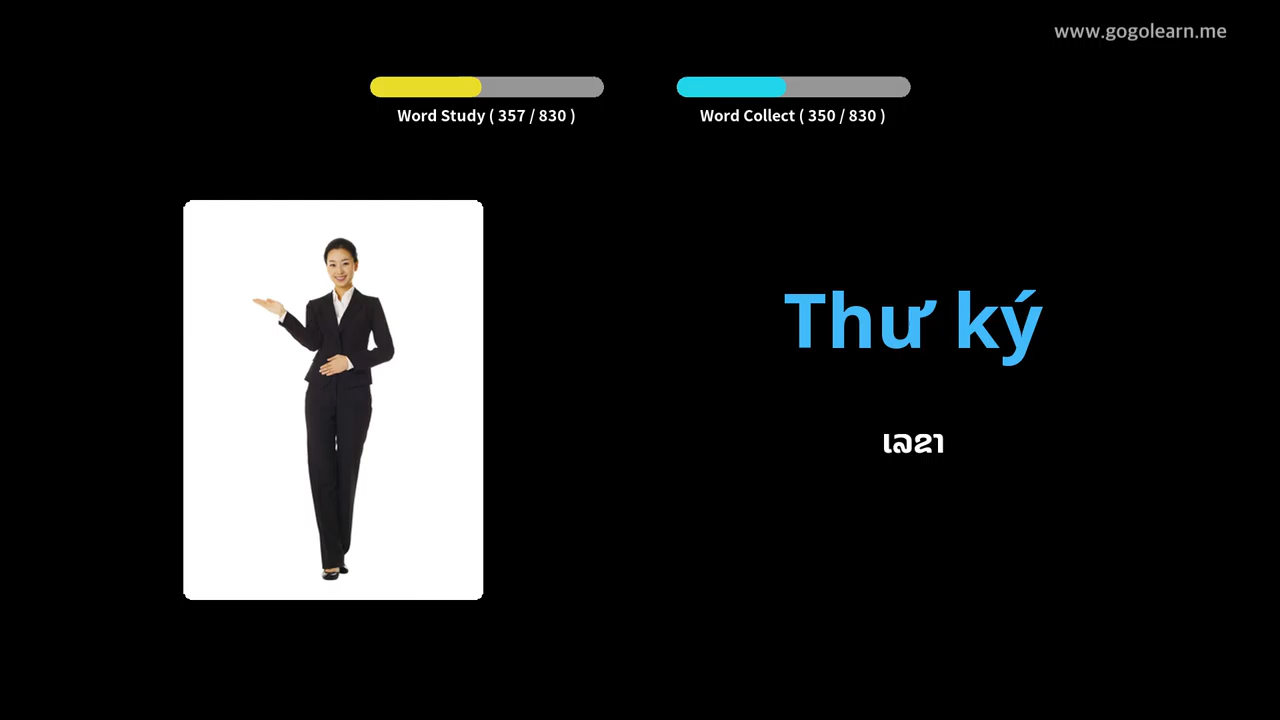 www.gogolearn.me
Word Study ( 357 / 830 )
Word Collect ( 350 / 830 )
Thư ký
ເລຂາ